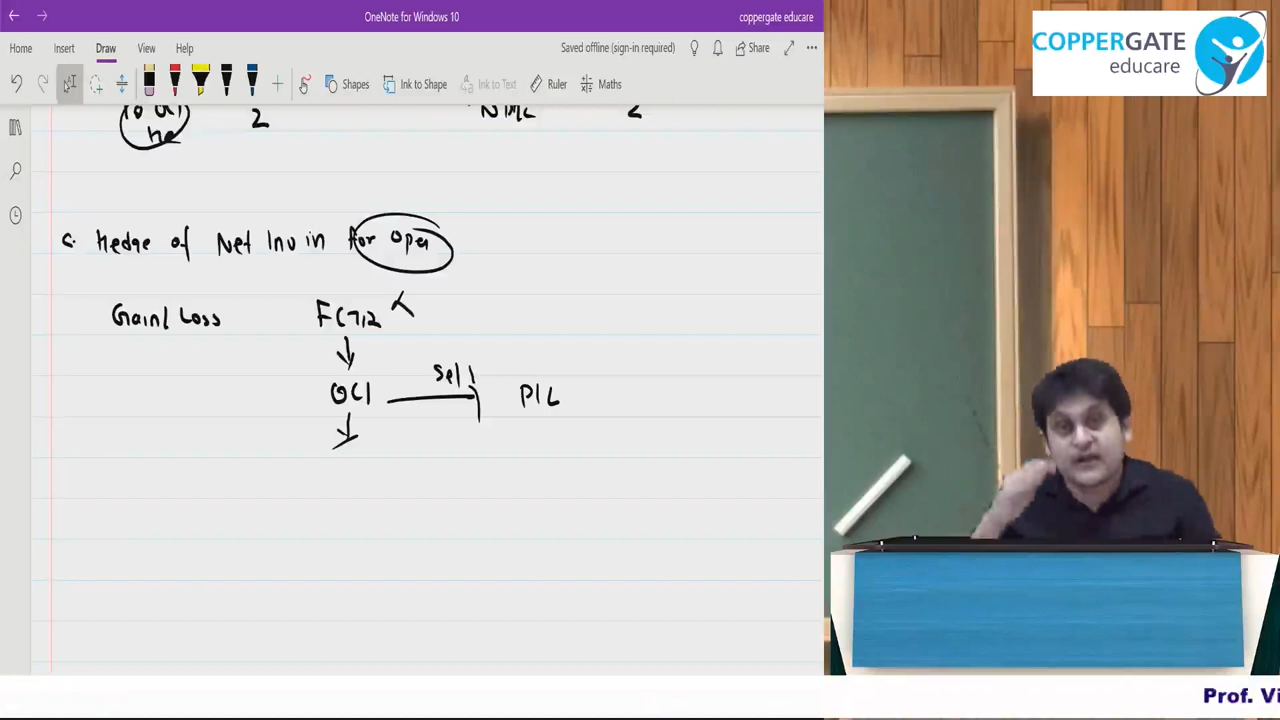 OneNote for Windows 10
coppergate educare
Home Insert Draw View Help
Saved offline (sign-in required) Share
Shapes Ink to Shape Ink to Text Ruler Maths
COPPERGATE
educare
to OCI 2
2
c. Hedge of Net Inv in for Oper
Gain/ Loss FCTR
Sell
OCI P/L
Prof. Vi